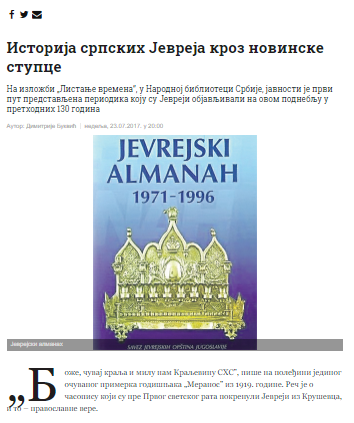 Историја српских Јевреја кроз новинске
ступце
На изложби „Листање времена”, у Народној библиотеци Србије, јавности је први
пут представљена периодика коју су Јевреји објављивали на овом поднебљу у
претходних 130 година
Аутор: Димитрије Буквић | недеља, 23.07.2017. у 20:00
JEVREJSKI
ALMANAH
1971-1996
SAVEZ JEVREJSKIH OPŠTINA JUGOSLAVIJE
Јеврејски алманах
„Боже, чувај краља и милу нам Краљевину СХС”, пише на полеђини јединог
очуваног примерка годишњака „Меранос” из 1919. године. Реч је о
часопису који су пре Првог светског рата покренули Јевреји из Крушевца,
и то – православне вере.